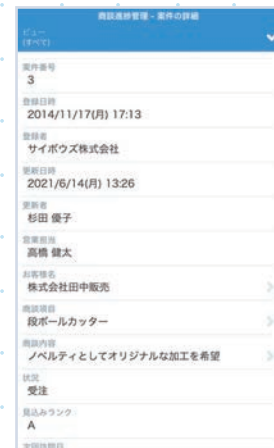 商談進捗管理 - 案件の詳細
ビュー
(すべて)
案件番号
3
登録日時
2014/11/17(月) 17:13
登録者
サイボウズ株式会社
更新日時
2021/6/14(月) 13:26
更新者
杉田 優子
営業担当
高橋 健太
お客様名
株式会社田中販売
商談項目
段ボールカッター
商談内容
ノベルティとしてオリジナルな加工を希望
状況
受注
見込みランク
A
次回訪問日